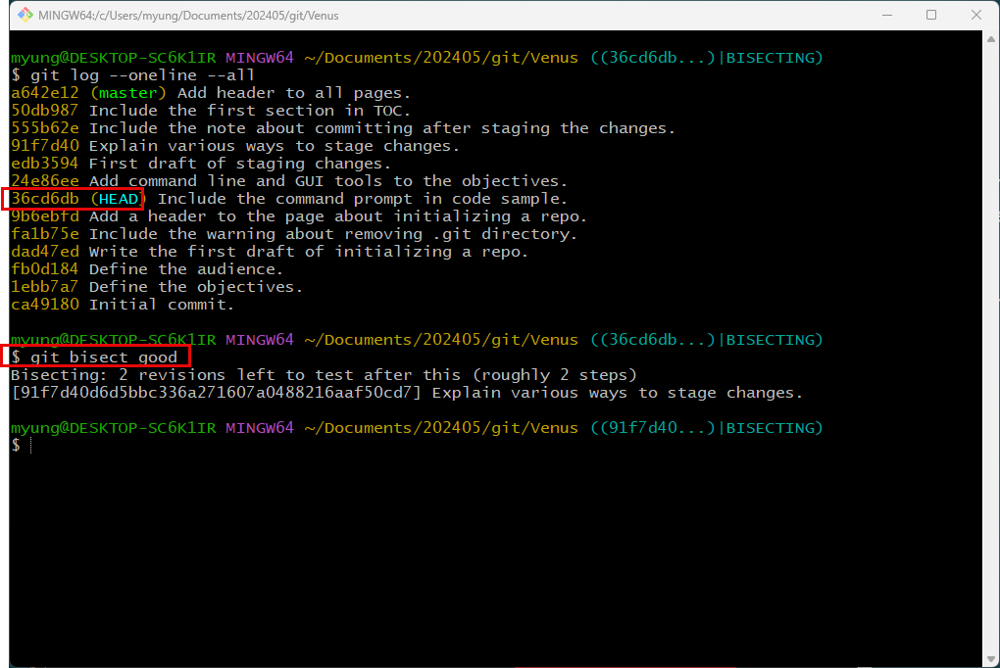 MINGW64:/c/Users/myung/Documents/202405/git/Venus
myung@DESKTOP-SC6K1IR MINGW64 ~/Documents/202405/git/Venus ((36cd6db...)|BISECTING)
$ git log --oneline --all
a642e12 (master) Add header to all pages.
50db987 Include the first section in TOC.
555b62e Include the note about committing after staging the changes.
91f7d40 Explain various ways to stage changes.
edb3594 First draft of staging changes.
24e86ee Add command line and GUI tools to the objectives.
36cd6db (HEAD) Include the command prompt in code sample.
9b6ebfd Add a header to the page about initializing a repo.
fa1b75e Include the warning about removing .git directory.
dad47ed Write the first draft of initializing a repo.
fb0d184 Define the audience.
1ebb7a7 Define the objectives.
ca49180 Initial commit.
myung@DESKTOP-SC6K1IR MINGW64 ~/Documents/202405/git/Venus ((36cd6db...)|BISECTING)
$ git bisect good
Bisecting: 2 revisions left to test after this (roughly 2 steps)
[91f7d40d6d5bbc336a271607a0488216aaf50cd7] Explain various ways to stage changes.
myung@DESKTOP-SC6K1IR MINGW64 ~/Documents/202405/git/Venus ((91f7d40...)|BISECTING)
$